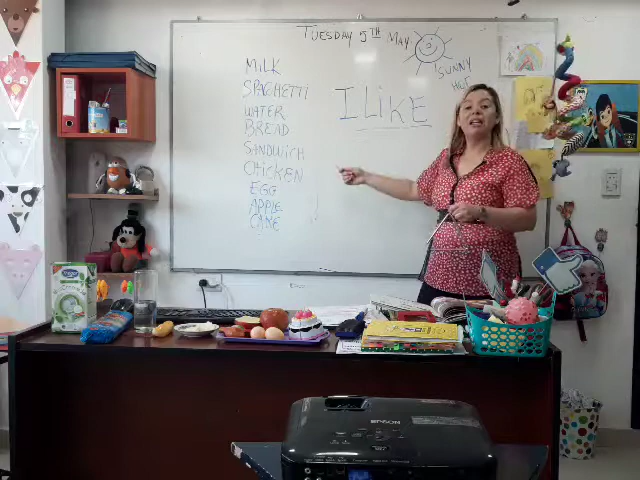 TUESDAY 5TH MAY
SUNNY
HOT
I LIKE
MILK
SPAGHETTI
WATER
BREAD
SANDWICH
CHICKEN
EGG
APPLE
CAKE
EPSON